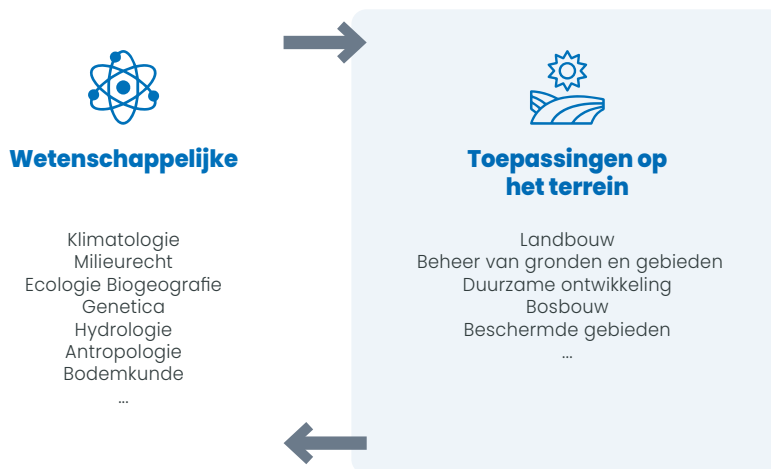 Wetenschappelijke
Klimatologie
Milieurecht
Ecologie Biogeografie
Genetica
Hydrologie
Antropologie
Bodemkunde
...
Toepassingen op
het terrein
Landbouw
Beheer van gronden en gebieden
Duurzame ontwikkeling
Bosbouw
Beschermde gebieden
...